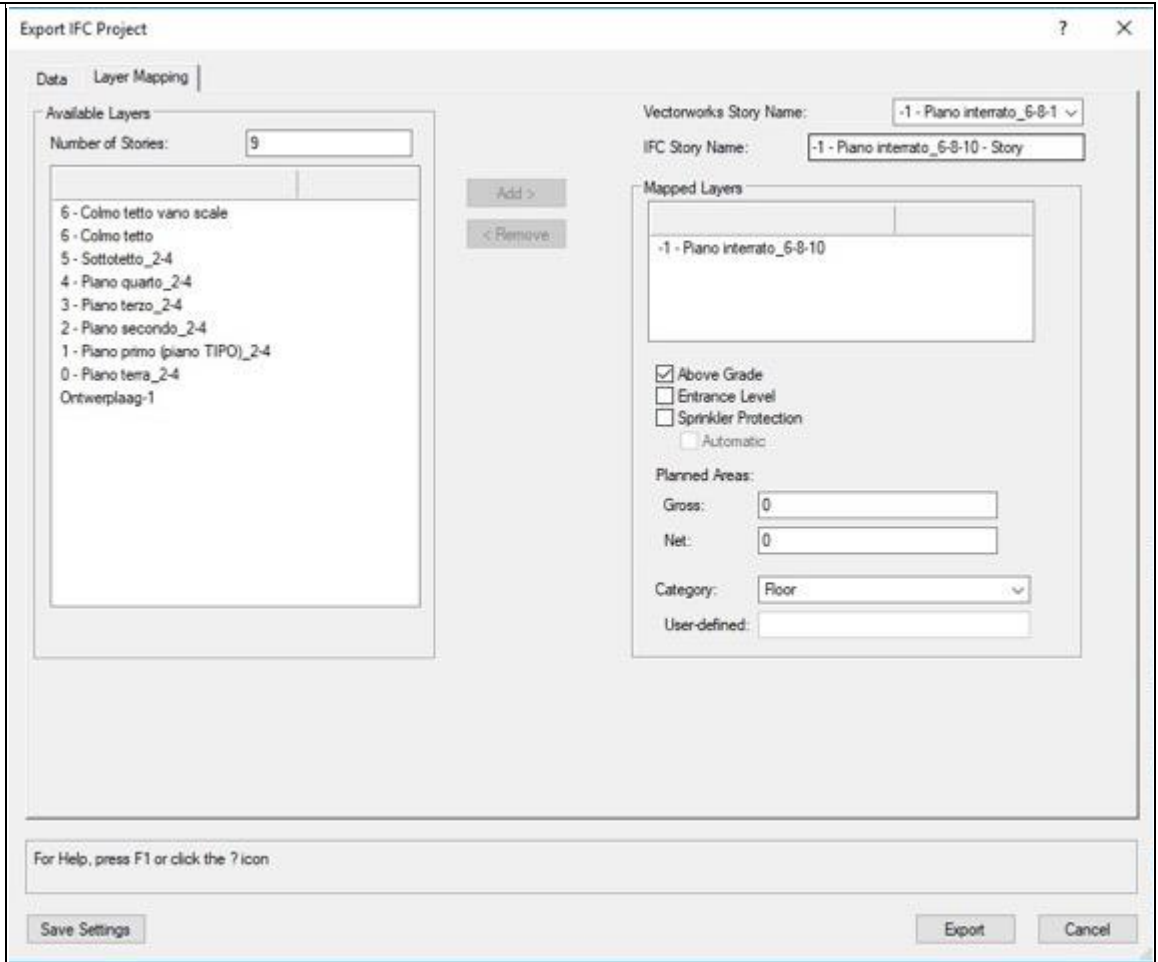 Export IFC Project
?
Data
Layer Mapping
Available Layers
Number of Stories:
9
6 - Colmo tetto vano scale
6 - Colmo tetto
5 - Sottotetto_2-4
4 - Piano quarto_2-4
3 - Piano terzo_2-4
2 - Piano secondo_2-4
1 - Piano primo (piano TIPO)_2-4
0 - Piano terra_2-4
Ontwerplaag-1
Add >
< Remove
Vectorworks Story Name:
-1 - Piano interrato_6-8-1
IFC Story Name:
-1 - Piano interrato_6-8-10 - Story
Mapped Layers
-1 - Piano interrato_6-8-10
Above Grade
Entrance Level
Sprinkler Protection
Automatic
Planned Areas:
Gross:
0
Net:
0
Category:
Floor
User-defined:
For Help, press F1 or click the ? icon
Save Settings
Export
Cancel